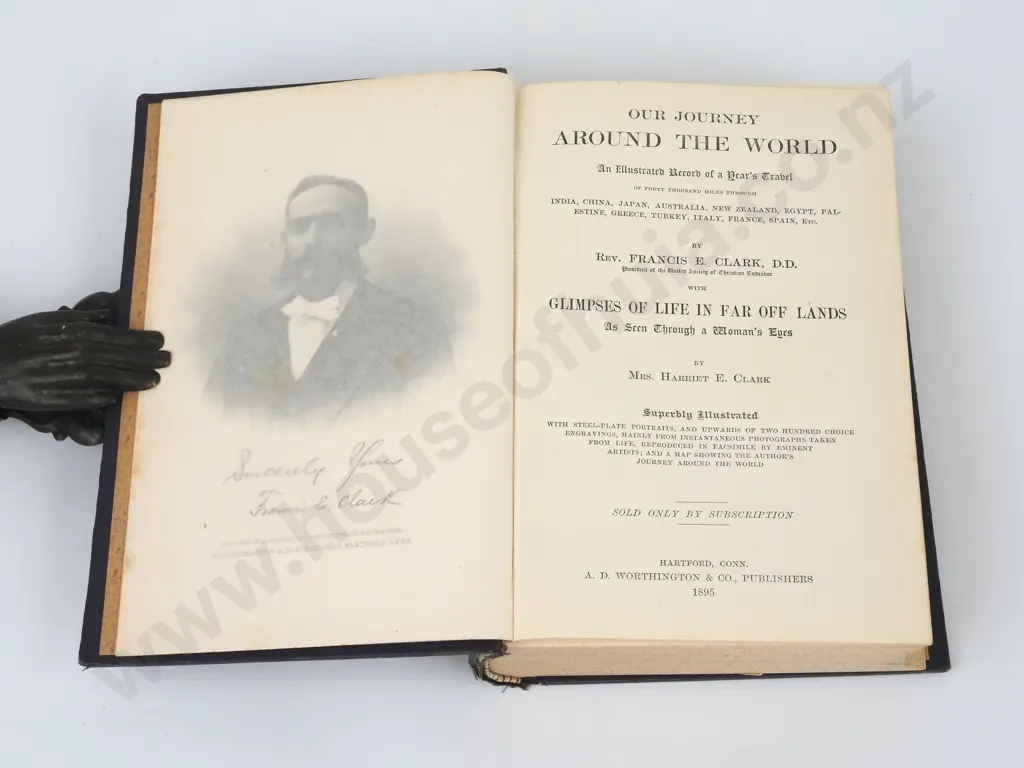 Sincerely Yours
Francis E. Clark
OUR JOURNEY
AROUND THE WORLD
An Illustrated Record of a Year's Travel
OF FORTY THOUSAND MILES THROUGH
INDIA, CHINA, JAPAN, AUSTRALIA, NEW ZEALAND, EGYPT, PAL-
ESTINE, GREECE, TURKEY, ITALY, FRANCE, SPAIN, ETC.
BY
REV. FRANCIS E. CLARK, D.D.
President of the United Society of Christian Endeavor
WITH
GLIMPSES OF LIFE IN FAR OFF LANDS
As Seen Through a Woman's Eyes
BY
MRS. HARRIET E. CLARK
Superbly Illustrated
WITH STEEL-PLATE PORTRAITS, AND UPWARDS OF TWO HUNDRED CHOICE
ENGRAVINGS, MAINLY FROM INSTANTANEOUS PHOTOGRAPHS TAKEN
FROM LIFE, REPRODUCED IN FACSIMILE BY EMINENT
ARTISTS; AND A MAP SHOWING THE AUTHOR'S
JOURNEY AROUND THE WORLD
SOLD ONLY BY SUBSCRIPTION
HARTFORD, CONN.
A. D. WORTHINGTON & CO., PUBLISHERS
1895
www.houseofhuia.co.nz